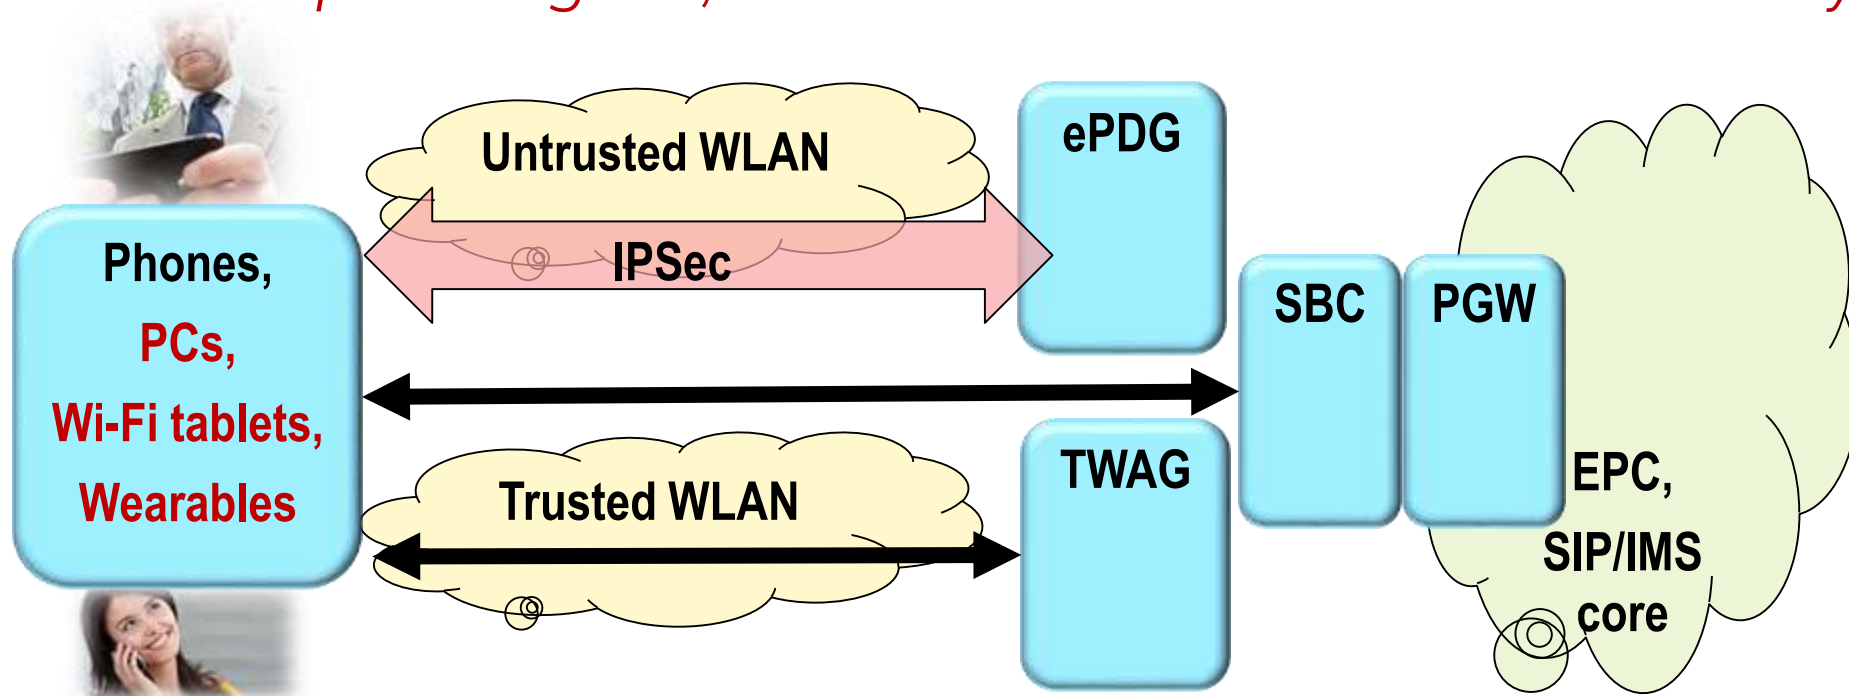 Untrusted WLAN
ePDG
Phones,
PCs,
Wi-Fi tablets,
Wearables
IPSec
SBC
PGW
Trusted WLAN
TWAG
EPC,
SIP/IMS
core